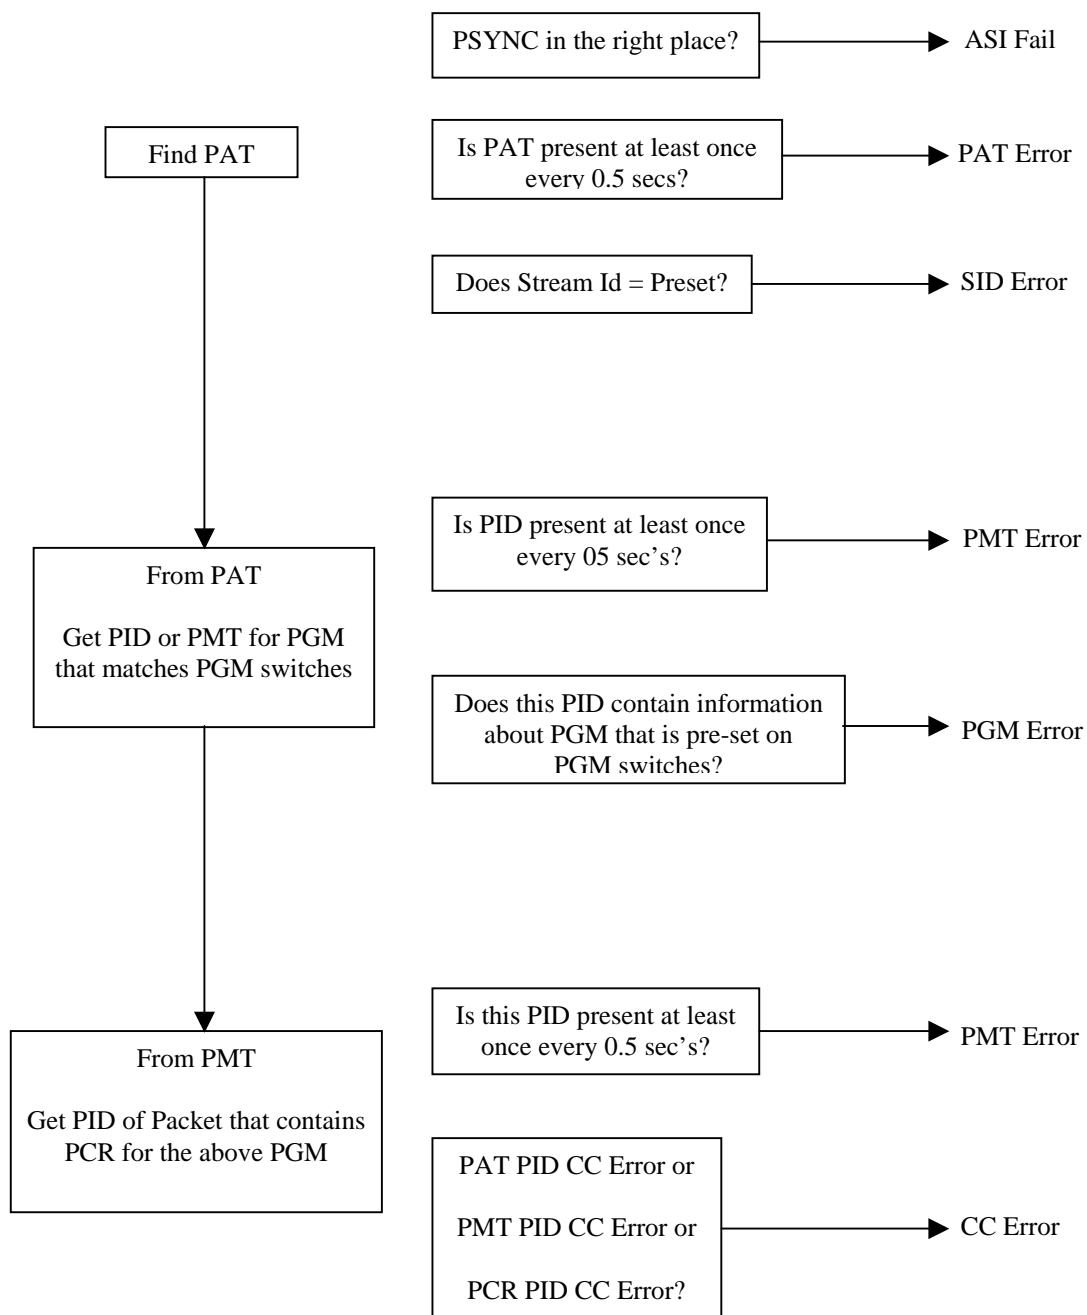 PSYNC in the right place?
ASI Fail
Find PAT
Is PAT present at least once
every 0.5 secs?
PAT Error
Does Stream Id = Preset?
SID Error
Is PID present at least once
every 05 sec’s?
PMT Error
From PAT
Get PID or PMT for PGM
that matches PGM switches
Does this PID contain information
about PGM that is pre-set on
PGM switches?
PGM Error
Is this PID present at least
once every 0.5 sec’s?
PMT Error
From PMT
Get PID of Packet that contains
PCR for the above PGM
PAT PID CC Error or
PMT PID CC Error or
PCR PID CC Error?
CC Error